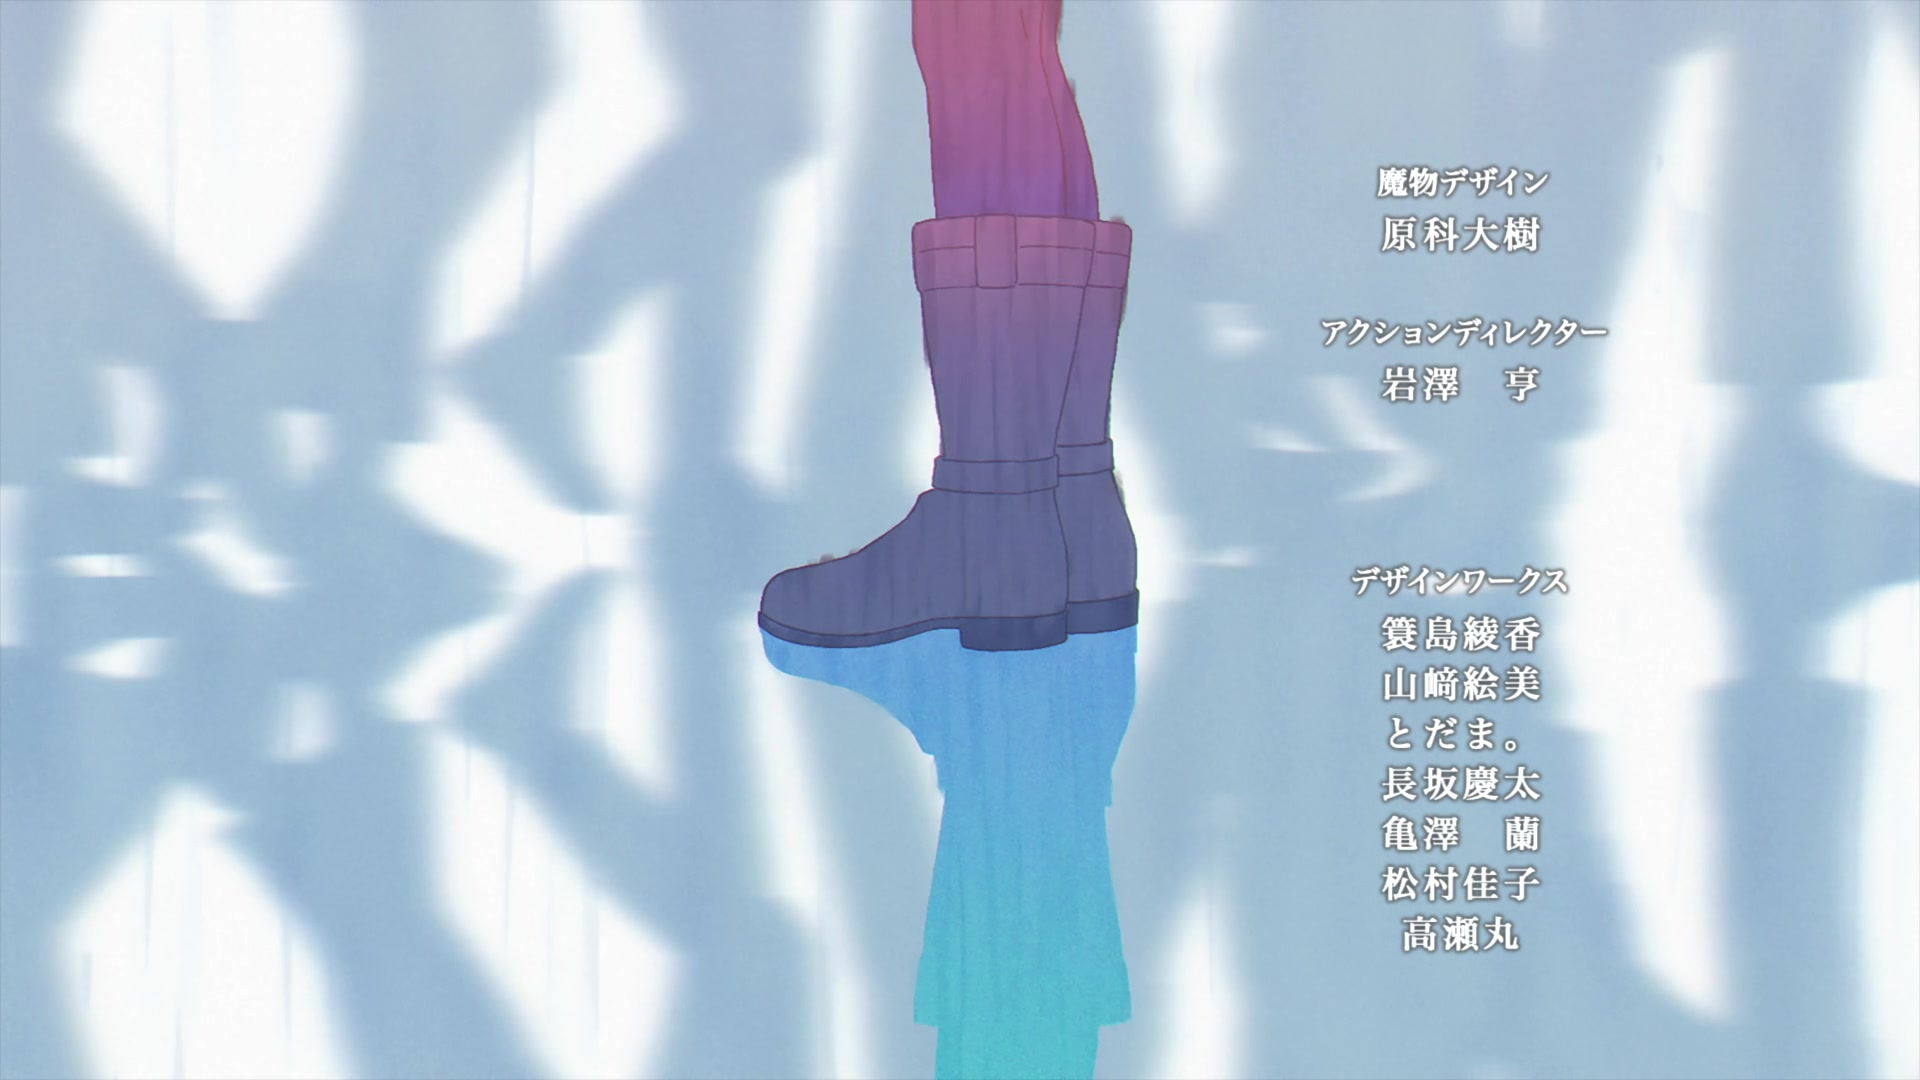 魔物デザイン
原科大樹
アクションディレクター
岩澤　亨
デザインワークス
簑島綾香
山﨑絵美
とだま。
長坂慶太
亀澤　蘭
松村佳子
高瀬丸